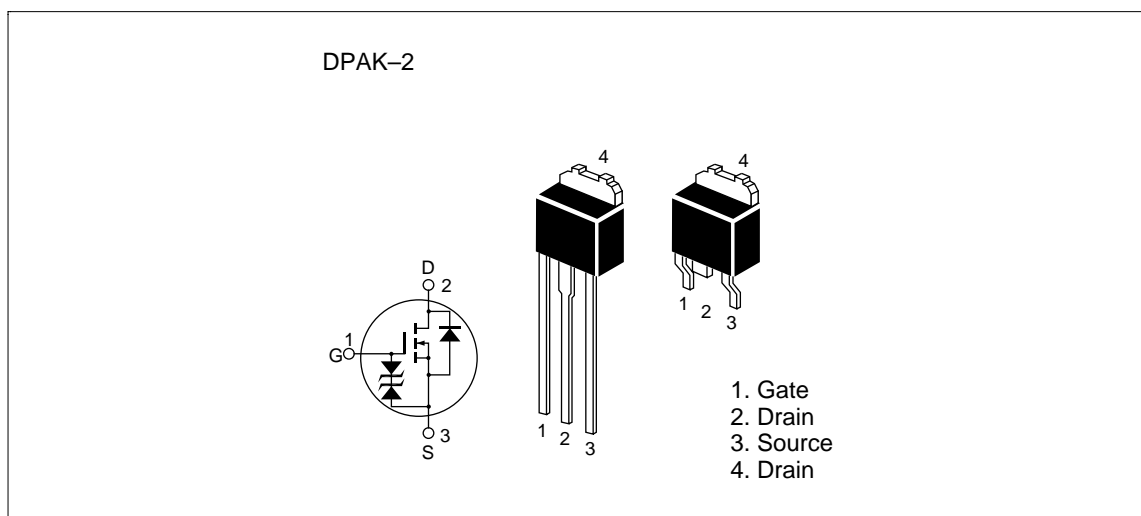 DPAK–2
4
4
D
2
1
G
3
S
1 2 3
1 2 3
1. Gate
2. Drain
3. Source
4. Drain